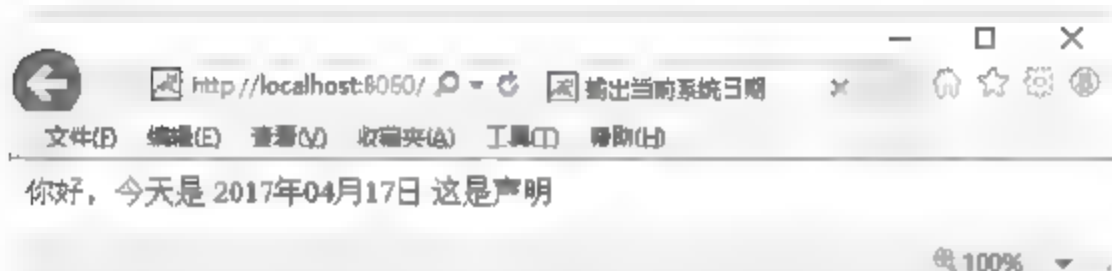 http://localhost:8080/ 输出当前系统日期
文件(F) 编辑(E) 查看(V) 收藏夹(A) 工具(T) 帮助(H)
你好，今天是 2017年04月17日 这是声明
100%